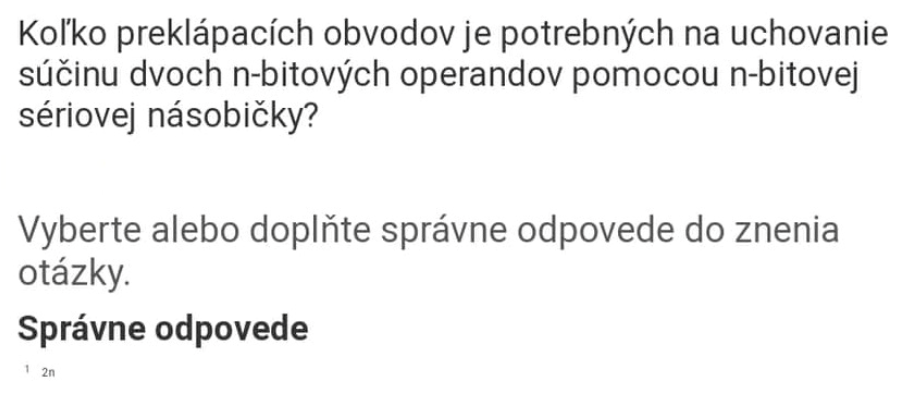 Koľko preklápacích obvodov je potrebných na uchovanie
súčinu dvoch n-bitových operandov pomocou n-bitovej
sériovej násobičky?
Vyberte alebo doplňte správne odpovede do znenia
otázky.
Správne odpovede
1 2n